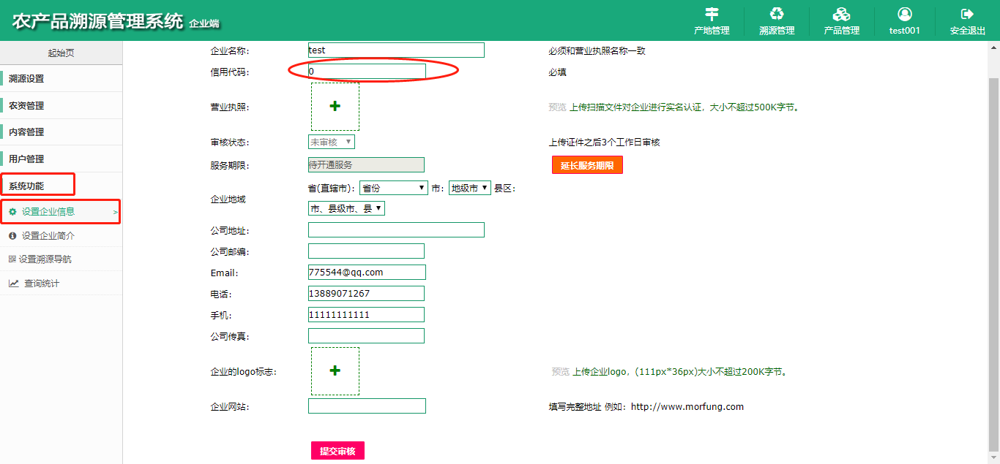 农产品溯源管理系统 企业端
产地管理 溯源管理 产品管理 test001 安全退出
起始页
溯源设置
农资管理
内容管理
用户管理
系统功能
设置企业信息 >
设置企业简介
设置溯源导航
查询统计
企业名称: test 必须和营业执照名称一致
信用代码: 0 必填
营业执照: 预览 上传扫描文件对企业进行实名认证，大小不超过500K字节。
审核状态: 未审核 上传证件之后3个工作日审核
服务期限: 待开通服务 延长服务期限
企业地域 省(直辖市): 省份 市: 地级市 县区:
市、县级市、县
公司地址:
公司邮编:
Email: 775544@qq.com
电话: 13889071267
手机: 11111111111
公司传真:
企业的logo标志: 预览 上传企业logo，(111px*36px)大小不超过200K字节。
企业网站: 填写完整地址 例如：http://www.morfung.com
提交审核